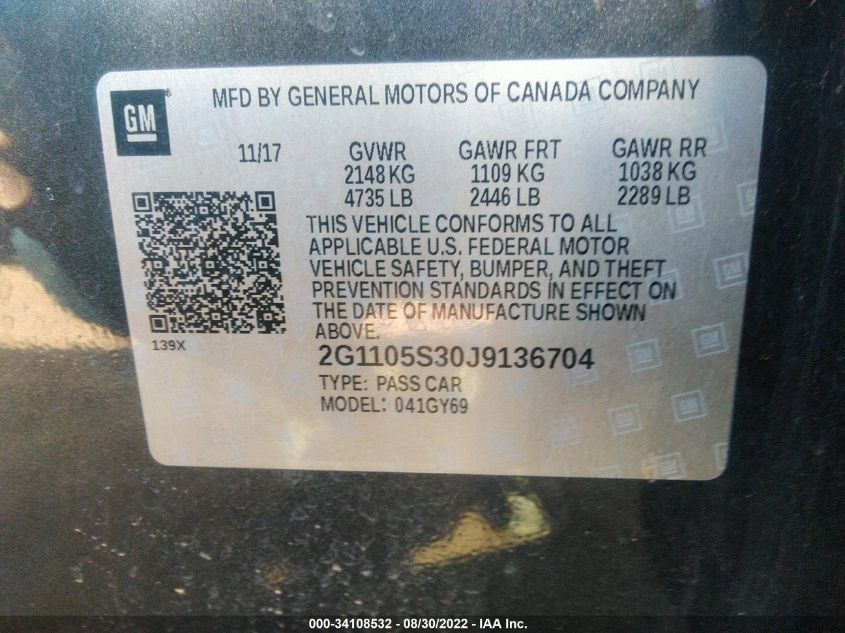 MFD BY GENERAL MOTORS OF CANADA COMPANY
GM
11/17 GVWR GAWR FRT GAWR RR
2148 KG 1109 KG 1038 KG
4735 LB 2446 LB 2289 LB
THIS VEHICLE CONFORMS TO ALL
APPLICABLE U.S. FEDERAL MOTOR
VEHICLE SAFETY, BUMPER, AND THEFT
PREVENTION STANDARDS IN EFFECT ON
THE DATE OF MANUFACTURE SHOWN
ABOVE.
139X
2G1105S30J9136704
TYPE: PASS CAR
MODEL: 041GY69
000-34108532 - 08/30/2022 - IAA Inc.